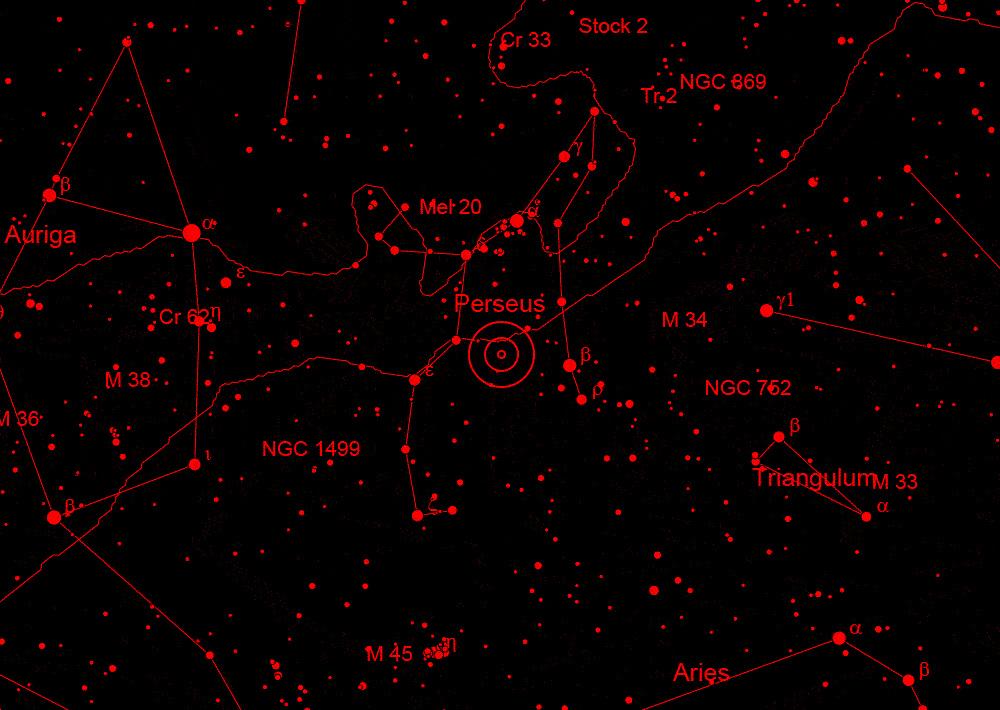 Stock 2
Cr 33
NGC 869
Tr 2
γ
β
Mel 20
α
α
Auriga
ε
Perseus
γ1
Cr 62
η
M 34
β
ε
M 38
NGC 752
ρ
M 36
β
NGC 1499
ι
Triangulum
M 33
α
β
ζ
α
η
M 45
Aries
β